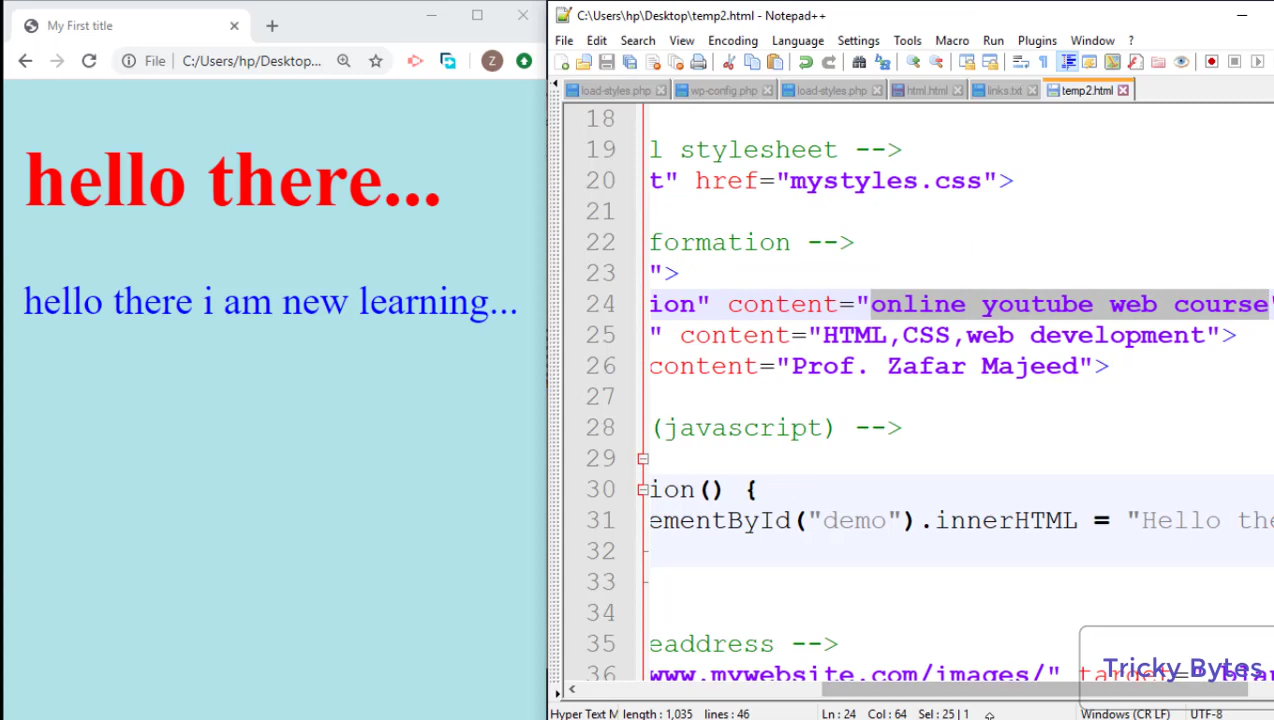 My First title
File C:/Users/hp/Desktop...
Z
hello there...
hello there i am new learning...
C:\Users\hp\Desktop\temp2.html - Notepad++
File Edit Search View Encoding Language Settings Tools Macro Run Plugins Window ?
load-styles.php wp-config.php load-styles.php html.html links.txt temp2.html
18
19 l stylesheet -->
20 t" href="mystyles.css">
21
22 formation -->
23 ">
24 ion" content="online youtube web course"
25 " content="HTML,CSS,web development">
26 content="Prof. Zafar Majeed">
27
28 (javascript) -->
29
30 ion() {
31 ementById("demo").innerHTML = "Hello the
32
33
34
35 eaddress -->
36 www.mywebsite.com/images/" target="
Tricky Bytes
Hyper Text M length : 1,035 lines : 46 Ln : 24 Col : 64 Sel : 25 | 1 Windows (CR LF) UTF-8